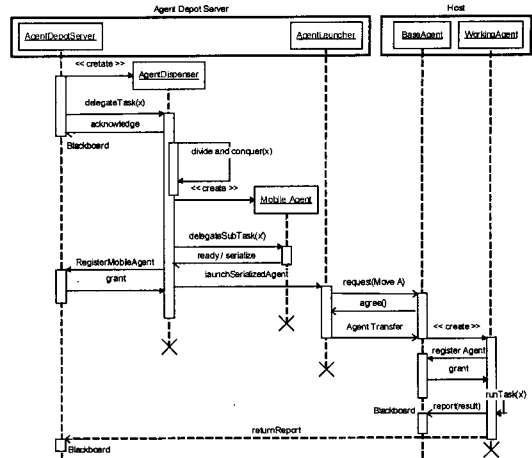 Agent Depot Server
Host
AgentDepotServer
AgentLauncher
BaseAgent
WorkingAgent
<< cretate >>
AgentDispenser
delegateTask(x)
acknowledge
Blackboard
divide and conquer(x)
<< create >>
Mobile Agent
delegateSubTask(x')
ready / serialize
RegisterMobileAgent
grant
launchSerializedAgent
request(Move A)
agree()
Agent Transfer
<< create >>
register Agent
grant
runTask(x')
Blackboard
report(result)
returnReport
Blackboard